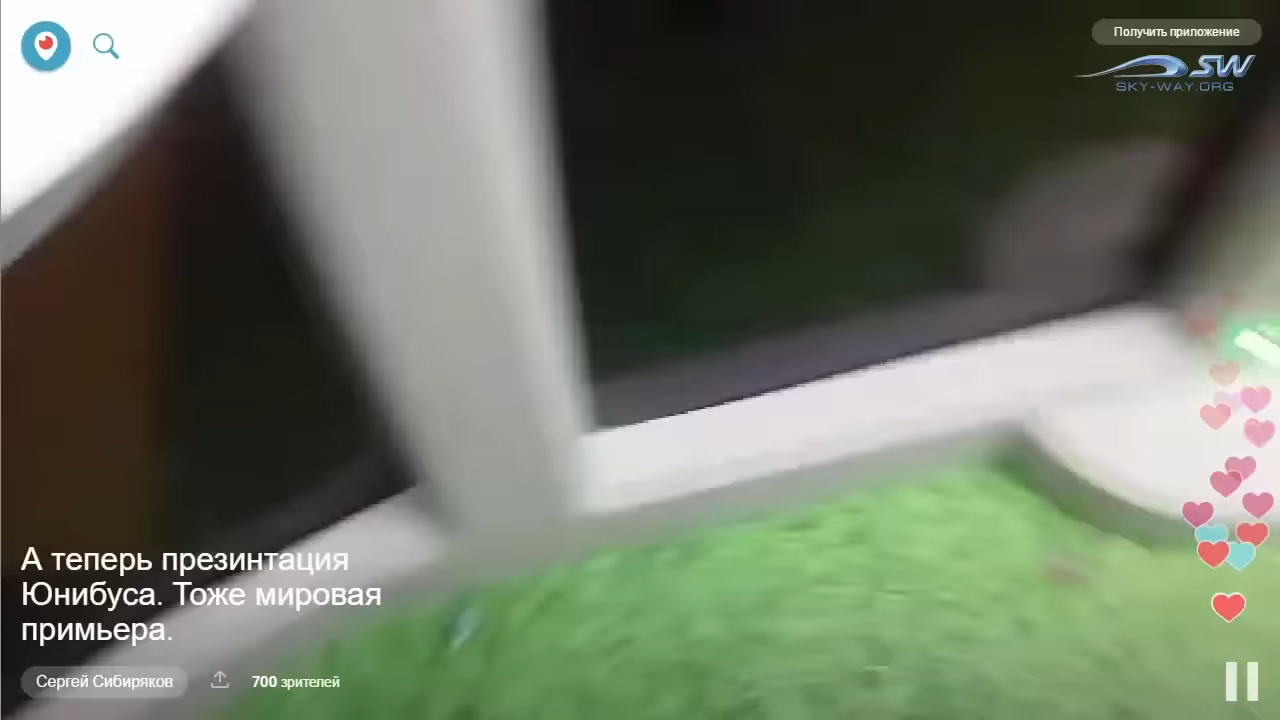 Получить приложение
SW
SKY-WAY.ORG
А теперь презинтация
Юнибуса. Тоже мировая
примьера.
Сергей Сибиряков
700 зрителей